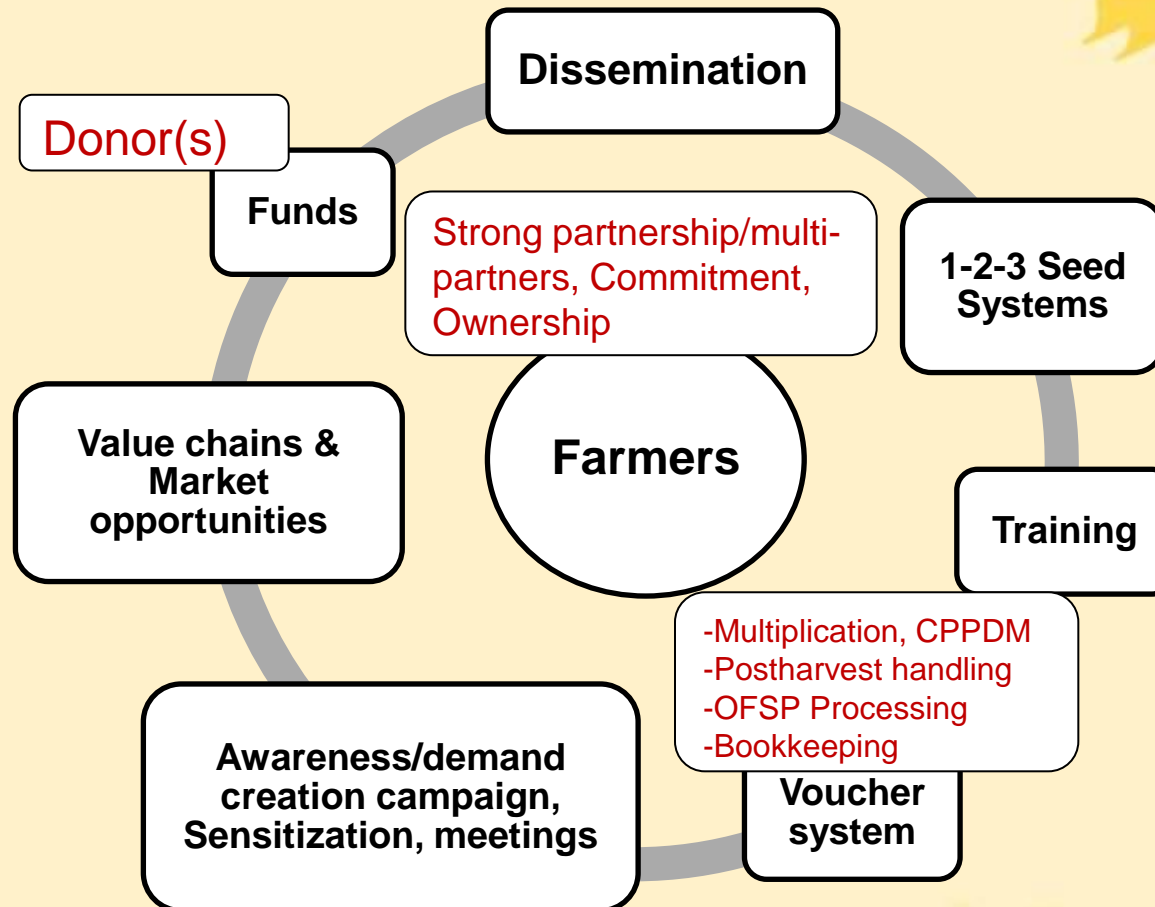 Dissemination
Donor(s)
Funds
Strong partnership/multi-
partners, Commitment,
Ownership
1-2-3 Seed
Systems
Farmers
Value chains &
Market
opportunities
Training
-Multiplication, CPPDM
-Postharvest handling
-OFSP Processing
-Bookkeeping
Awareness/demand
creation campaign,
Sensitization, meetings
Voucher
system